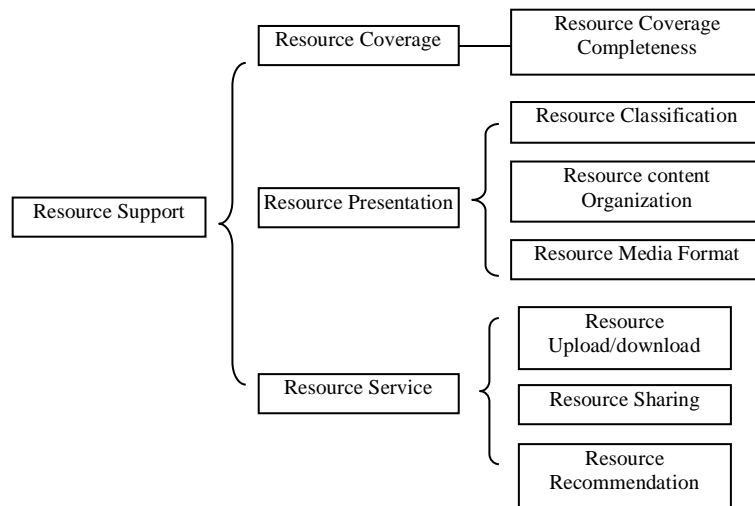 Resource Support
Resource Coverage
Resource Coverage
Completeness
Resource Presentation
Resource Classification
Resource content
Organization
Resource Media Format
Resource Service
Resource
Upload/download
Resource Sharing
Resource
Recommendation